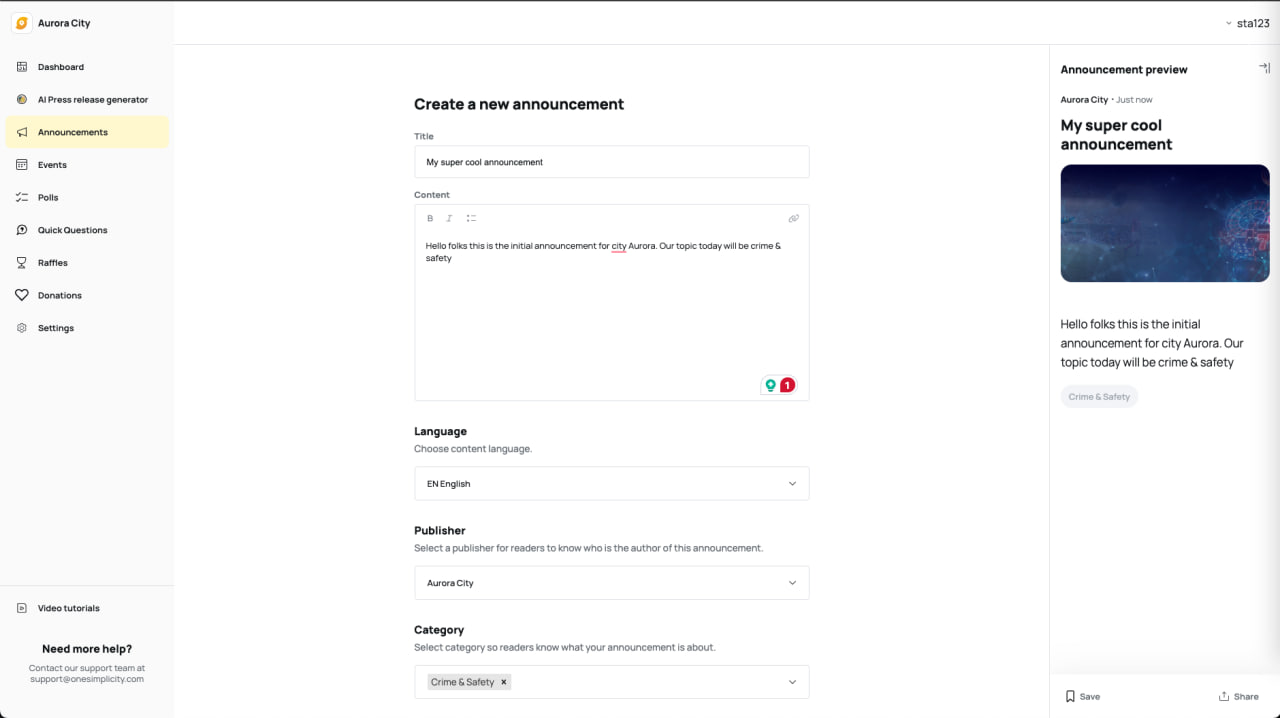 Aurora City
sta123
Dashboard
AI Press release generator
Announcements
Events
Polls
Quick Questions
Raffles
Donations
Settings
Video tutorials
Need more help?
Contact our support team at
support@onesimplicity.com
Create a new announcement
Title
My super cool announcement
Content
B I
Hello folks this is the initial announcement for city Aurora. Our topic today will be crime &
safety
1
Language
Choose content language.
EN English
Publisher
Select a publisher for readers to know who is the author of this announcement.
Aurora City
Category
Select category so readers know what your announcement is about.
Crime & Safety ×
Announcement preview
Aurora City · Just now
My super cool
announcement
Hello folks this is the initial
announcement for city Aurora. Our
topic today will be crime & safety
Crime & Safety
Save
Share